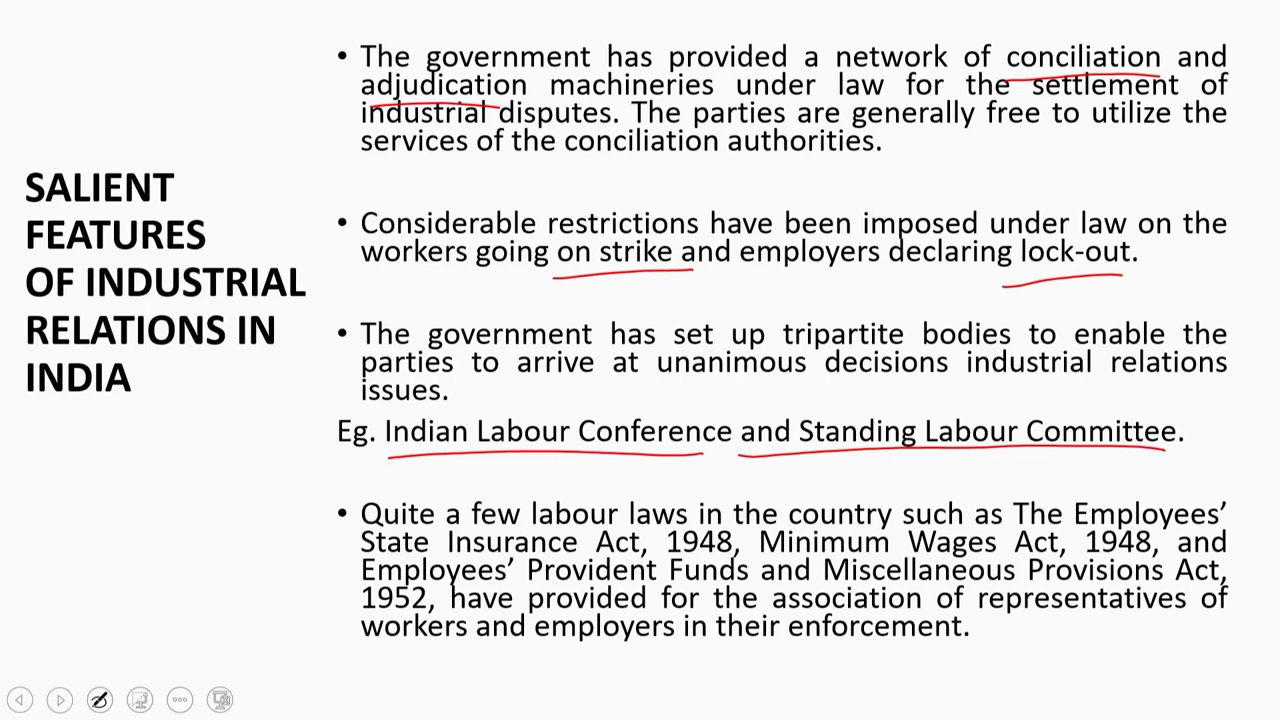 SALIENT
FEATURES
OF INDUSTRIAL
RELATIONS IN
INDIA
• The government has provided a network of conciliation and
adjudication machineries under law for the settlement of
industrial disputes. The parties are generally free to utilize the
services of the conciliation authorities.
• Considerable restrictions have been imposed under law on the
workers going on strike and employers declaring lock-out.
• The government has set up tripartite bodies to enable the
parties to arrive at unanimous decisions industrial relations
issues.
Eg. Indian Labour Conference and Standing Labour Committee.
• Quite a few labour laws in the country such as The Employees’
State Insurance Act, 1948, Minimum Wages Act, 1948, and
Employees’ Provident Funds and Miscellaneous Provisions Act,
1952, have provided for the association of representatives of
workers and employers in their enforcement.